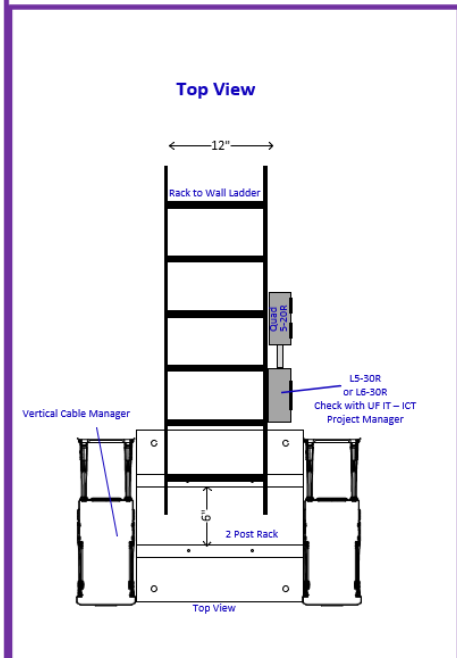 Top View
12"
Rack to Wall Ladder
Quad
5-20R
L5-30R
or L6-30R
Check with UF IT – ICT
Project Manager
Vertical Cable Manager
6"
2 Post Rack
Top View